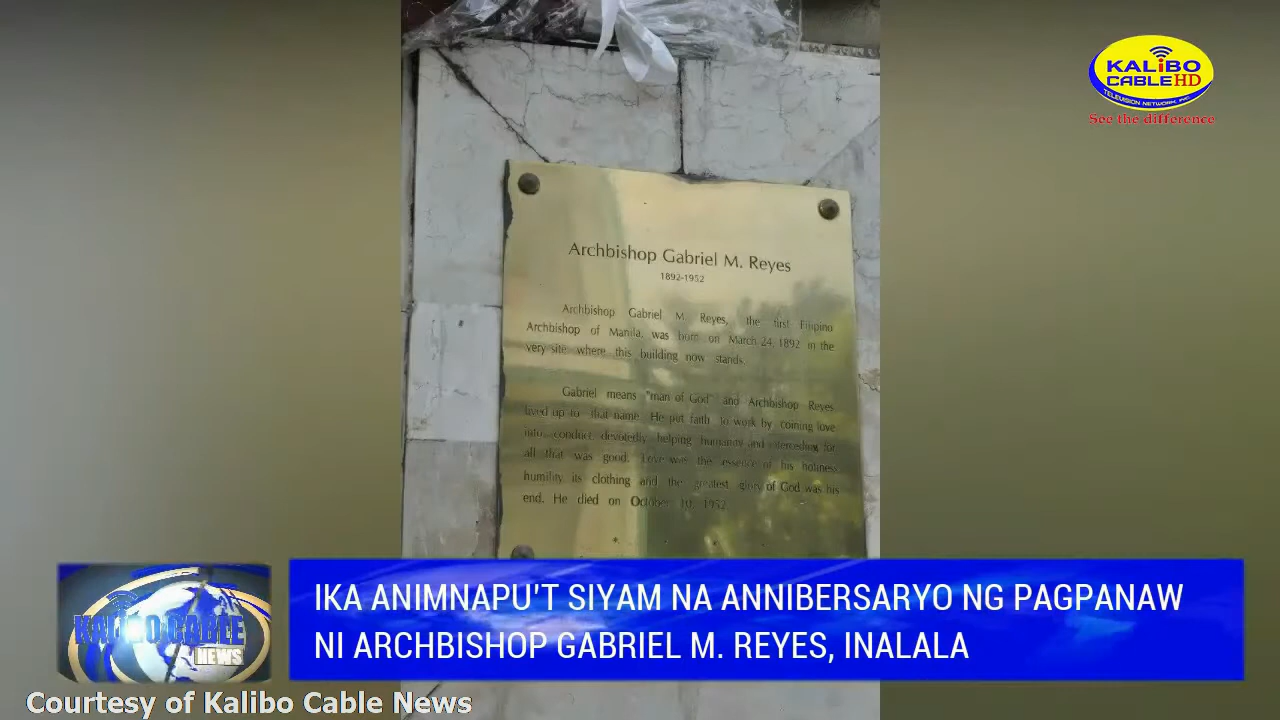 KALiBO
CABLE HD
TELEVISION NETWORK, INC.
See the difference
Archbishop Gabriel M. Reyes
1892-1952
Archbishop Gabriel M. Reyes, the first Filipino
Archbishop of Manila, was born on March 24, 1892 in the
very site where this building now stands.
Gabriel means "man of God" and Archbishop Reyes
lived up to that name. He put faith to work by coming love
into conduct devotedly helping humanity and interceding for
all that was good. Love was the essence of his holiness
humility its clothing and the greatest glory of God was his
end. He died on October 10, 1952
IKA ANIMNAPU'T SIYAM NA ANNIBERSARYO NG PAGPANAW
NI ARCHBISHOP GABRIEL M. REYES, INALALA
KALIBO CABLE
NEWS
Courtesy of Kalibo Cable News